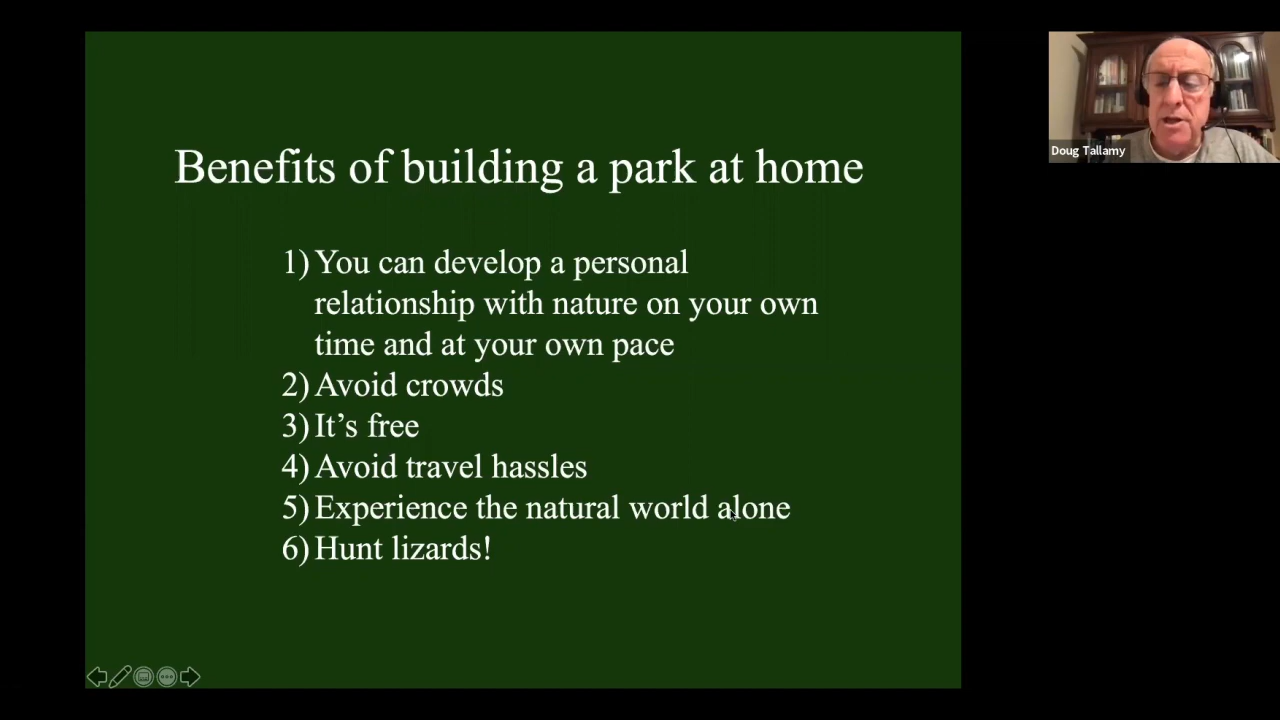 Benefits of building a park at home
1) You can develop a personal
relationship with nature on your own
time and at your own pace
2) Avoid crowds
3) It’s free
4) Avoid travel hassles
5) Experience the natural world alone
6) Hunt lizards!
Doug Tallamy